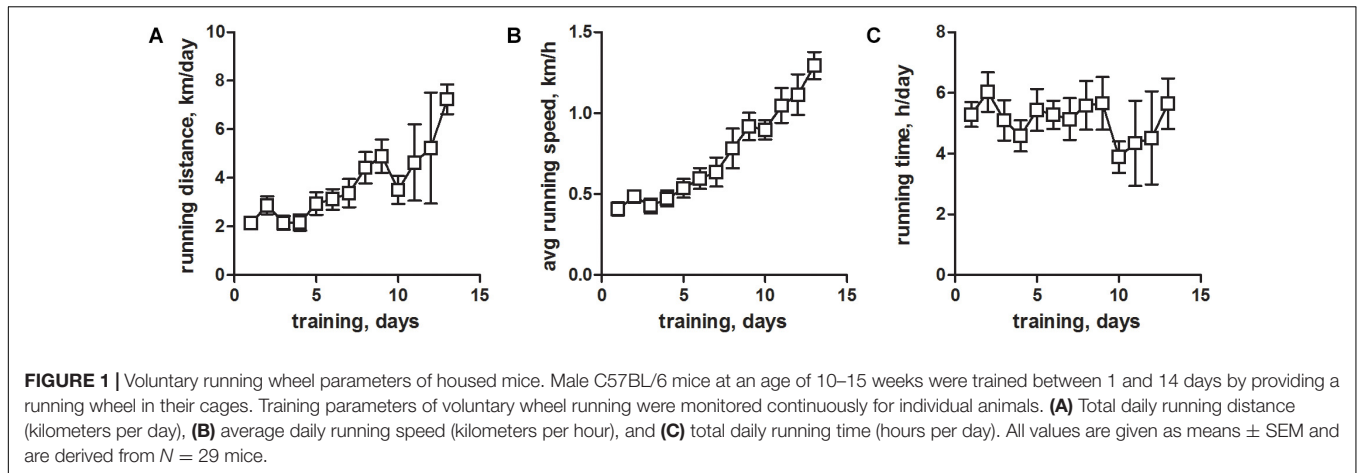 A
running distance, km/day
10
8
6
4
2
0
0 5 10 15
training, days
B
avg running speed, km/h
1.5
1.0
0.5
0.0
0 5 10 15
training, days
C
running time, h/day
8
6
4
2
0
0 5 10 15
training, days
FIGURE 1 | Voluntary running wheel parameters of housed mice. Male C57BL/6 mice at an age of 10–15 weeks were trained between 1 and 14 days by providing a
running wheel in their cages. Training parameters of voluntary wheel running were monitored continuously for individual animals. (A) Total daily running distance
(kilometers per day), (B) average daily running speed (kilometers per hour), and (C) total daily running time (hours per day). All values are given as means ± SEM and
are derived from N = 29 mice.